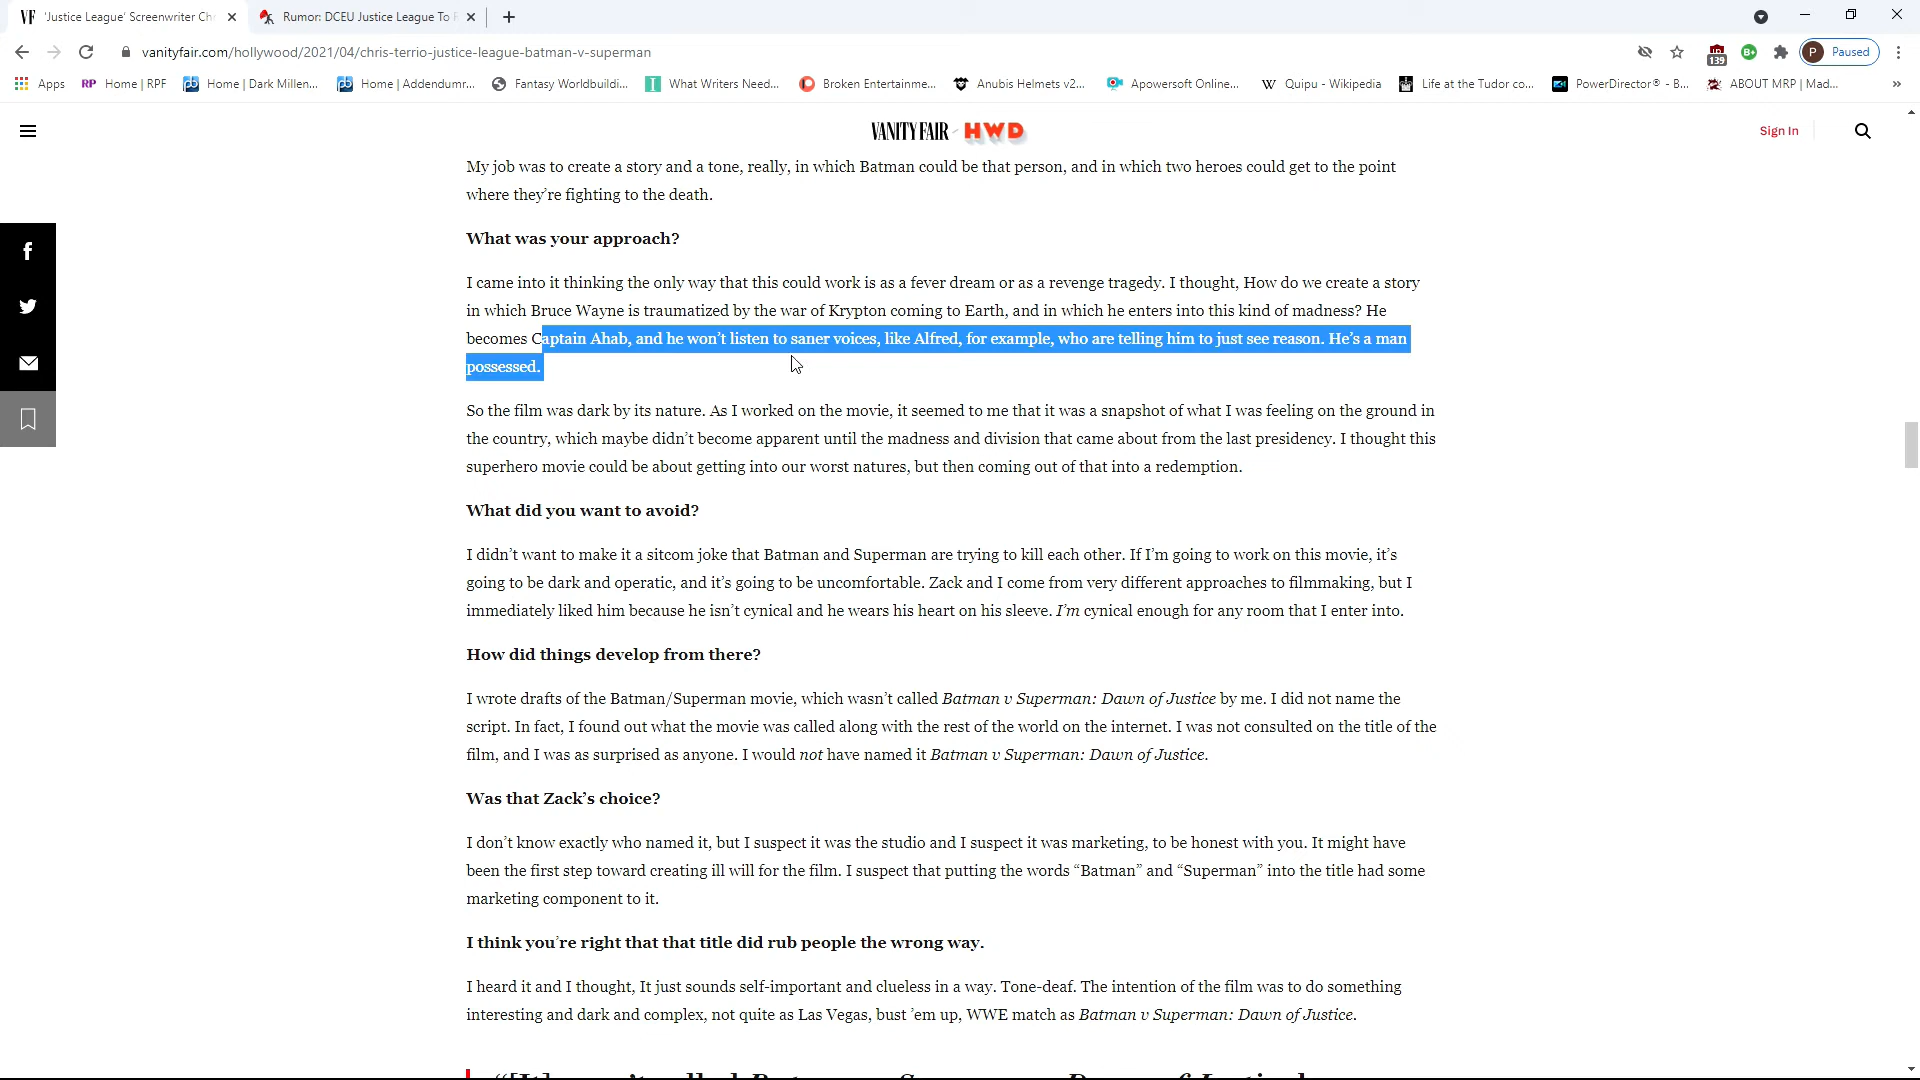 VF 'Justice League' Screenwriter Ch
Rumor: DCEU Justice League To
vanityfair.com/hollywood/2021/04/chris-terrio-justice-league-batman-v-superman
139
B+
P Paused
Apps
RP Home | RPF
pb Home | Dark Millen...
pb Home | Addendumr...
Fantasy Worldbuildi...
I What Writers Need...
Broken Entertainme...
Anubis Helmets v2...
Apowersoft Online...
W Quipu - Wikipedia
Life at the Tudor co...
PowerDirector® - B...
ABOUT MRP | Mad...
»
VANITY FAIR HWD
Sign In
My job was to create a story and a tone, really, in which Batman could be that person, and in which two heroes could get to the point
where they’re fighting to the death.
What was your approach?
I came into it thinking the only way that this could work is as a fever dream or as a revenge tragedy. I thought, How do we create a story
in which Bruce Wayne is traumatized by the war of Krypton coming to Earth, and in which he enters into this kind of madness? He
becomes Captain Ahab, and he won’t listen to saner voices, like Alfred, for example, who are telling him to just see reason. He’s a man
possessed.
So the film was dark by its nature. As I worked on the movie, it seemed to me that it was a snapshot of what I was feeling on the ground in
the country, which maybe didn’t become apparent until the madness and division that came about from the last presidency. I thought this
superhero movie could be about getting into our worst natures, but then coming out of that into a redemption.
What did you want to avoid?
I didn’t want to make it a sitcom joke that Batman and Superman are trying to kill each other. If I’m going to work on this movie, it’s
going to be dark and operatic, and it’s going to be uncomfortable. Zack and I come from very different approaches to filmmaking, but I
immediately liked him because he isn’t cynical and he wears his heart on his sleeve. I’m cynical enough for any room that I enter into.
How did things develop from there?
I wrote drafts of the Batman/Superman movie, which wasn’t called Batman v Superman: Dawn of Justice by me. I did not name the
script. In fact, I found out what the movie was called along with the rest of the world on the internet. I was not consulted on the title of the
film, and I was as surprised as anyone. I would not have named it Batman v Superman: Dawn of Justice.
Was that Zack’s choice?
I don’t know exactly who named it, but I suspect it was the studio and I suspect it was marketing, to be honest with you. It might have
been the first step toward creating ill will for the film. I suspect that putting the words “Batman” and “Superman” into the title had some
marketing component to it.
I think you’re right that that title did rub people the wrong way.
I heard it and I thought, It just sounds self-important and clueless in a way. Tone-deaf. The intention of the film was to do something
interesting and dark and complex, not quite as Las Vegas, bust ’em up, WWE match as Batman v Superman: Dawn of Justice.